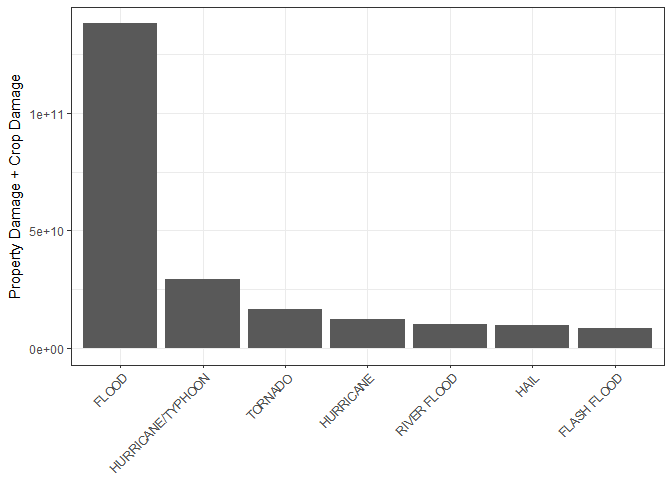 Property Damage + Crop Damage
1e+11
5e+10
0e+00
FLOOD
HURRICANE/TYPHOON
TORNADO
HURRICANE
RIVER FLOOD
HAIL
FLASH FLOOD